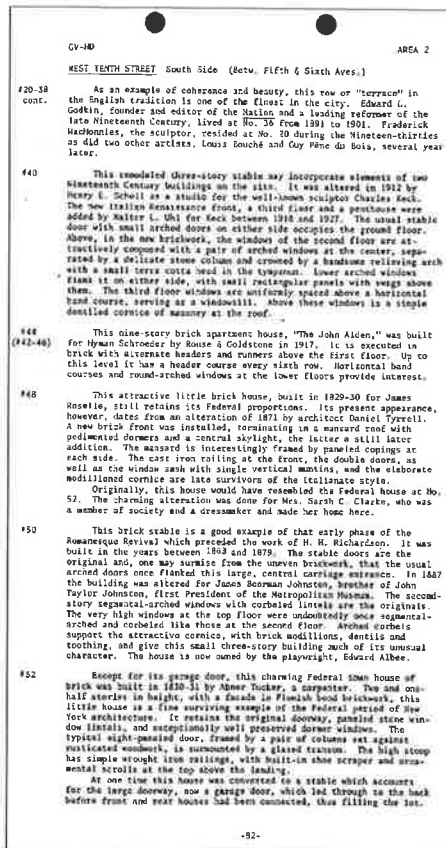 GV-HD AREA 2
WEST TENTH STREET South Side (Betw. Fifth & Sixth Aves.)
#20-38 As an example of coherence and beauty, this row or "terrace" in
cont. the English tradition is one of the finest in the city. Edward L.
Godkin, founder and editor of the Nation and a leading reformer of the
late Nineteenth Century, lived at No. 36 from 1891 to 1901. Frederick
MacMonnies, the sculptor, resided at No. 20 during the Nineteen-thirties
as did two other artists, Louis Bouché and Guy Pène du Bois, several year
later.
#40 This remodeled three-story stable may incorporate elements of two
Nineteenth Century buildings on the site. It was altered in 1912 by
Henry E. Schell as a studio for the well-known sculptor Charles Keck.
The new Italian Renaissance front, a third floor and a penthouse were
added by Walter L. Uhl for Keck between 1918 and 1927. The usual stable
door with small arched doors on either side occupies the ground floor.
Above, in the new brickwork, the windows of the second floor are at-
tractively composed with a pair of arched windows at the center, sepa-
rated by a delicate stone column and crowned by a handsome relieving arch
with a small terra cotta head in the tympanum. Lower arched windows
flank it on either side, with small rectangular panels with swags above
them. The third floor windows are uniformly spaced above a horizontal
band course, serving as a windowsill. Above these windows is a simple
dentiled cornice of masonry at the roof.
#44 This nine-story brick apartment house, "The John Alden," was built
(42-46) for Hyman Schroeder by Rouse & Goldstone in 1917. It is executed in
brick with alternate headers and runners above the first floor. Up to
this level it has a header course every sixth row. Horizontal band
courses and round-arched windows at the lower floors provide interest.
#48 This attractive little brick house, built in 1829-30 for James
Roselle, still retains its Federal proportions. Its present appearance,
however, dates from an alteration of 1871 by architect Daniel Tyrrell.
A new brick front was installed, terminating in a mansard roof with
pedimented dormers and a central skylight, the latter a still later
addition. The mansard is interestingly framed by paneled copings at
each side. The cast iron railing at the front, the double doors, as
well as the window sash with single vertical muntins, and the elaborate
modillioned cornice are late survivors of the Italianate style.
Originally, this house would have resembled the Federal house at No.
52. The charming alteration was done for Mrs. Sarah C. Clarke, who was
a member of society and a dressmaker and made her home here.
#50 This brick stable is a good example of that early phase of the
Romanesque Revival which preceded the work of H. H. Richardson. It was
built in the years between 1863 and 1879. The stable doors are the
original and, one may surmise from the uneven brickwork, that the usual
arched doors once flanked this large, central carriage entrance. In 1887
the building was altered for James Boorman Johnston, brother of John
Taylor Johnston, first President of the Metropolitan Museum. The second-
story segmental-arched windows with corbeled lintels are the originals.
The very high windows at the top floor were undoubtedly once segmental-
arched and corbeled like those at the second floor. Arched corbels
support the attractive cornice, with brick modillions, dentils and
toothing, and give this small three-story building much of its unusual
character. The house is now owned by the playwright, Edward Albee.
#52 Except for its garage door, this charming Federal town house of
brick was built in 1830-31 by Abner Tucker, a carpenter. Two and one-
half stories in height, with a facade in Flemish bond brickwork, this
little house is a fine surviving example of the Federal period of New
York architecture. It retains the original doorway, paneled stone win-
dow lintels, and exceptionally well preserved dormer windows. The
typical eight-paneled door, framed by a pair of columns set against
rusticated woodwork, is surmounted by a glazed transom. The high stoop
has simple wrought iron railings, with built-in shoe scraper and orna-
mental scrolls at the top above the landing.
At one time this house was converted to a stable which accounts
for the large doorway, now a garage door, which led through to the back
before front and rear houses had been connected, thus filling the lot.
-92-